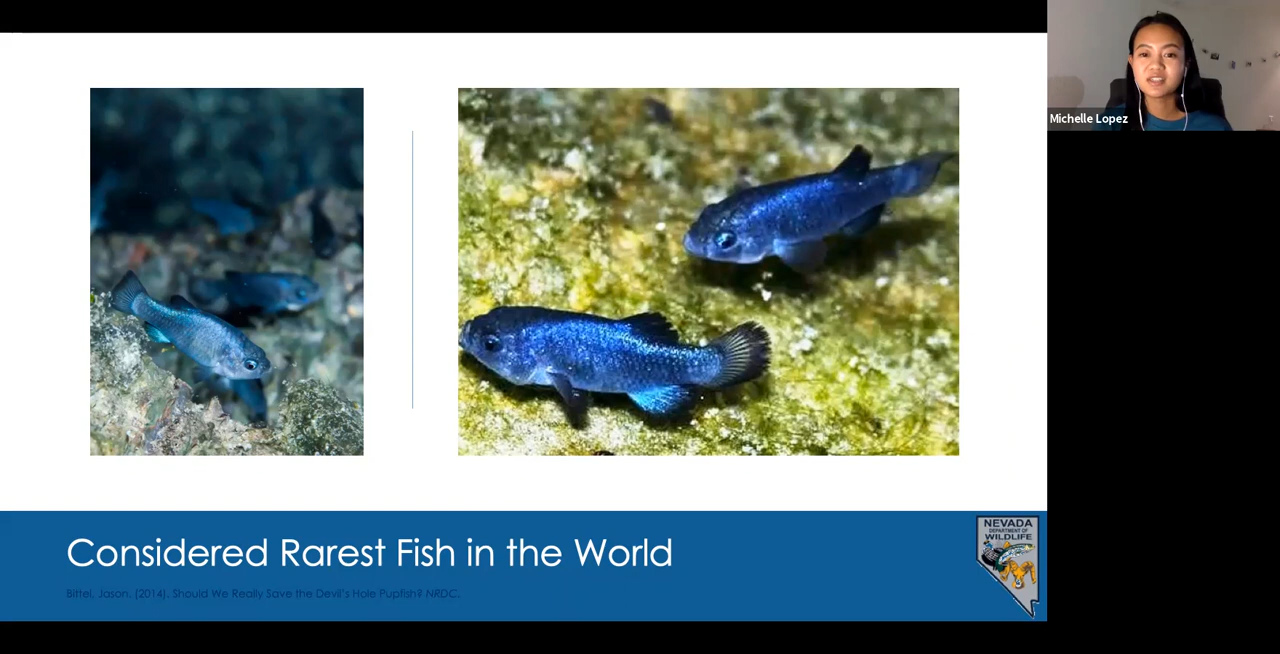 Michelle Lopez
Considered Rarest Fish in the World
Bittel, Jason. (2014). Should We Really Save the Devil's Hole Pupfish? NRDC.
NEVADA
DEPARTMENT OF
WILDLIFE